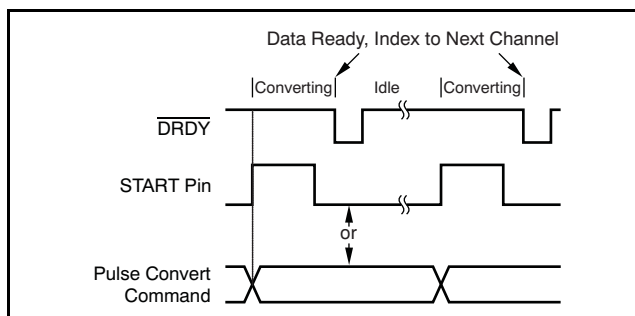 Data Ready, Index to Next Channel
Converting Idle Converting
DRDY
START Pin
or
Pulse Convert
Command